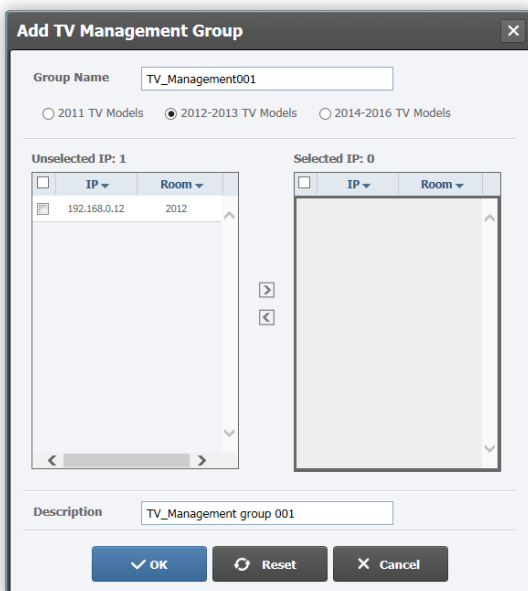 Add TV Management Group
Group Name TV_Management001
2011 TV Models 2012-2013 TV Models 2014-2016 TV Models
Unselected IP: 1 Selected IP: 0
IP Room IP Room
192.168.0.12 2012
Description TV_Management group 001
OK Reset Cancel